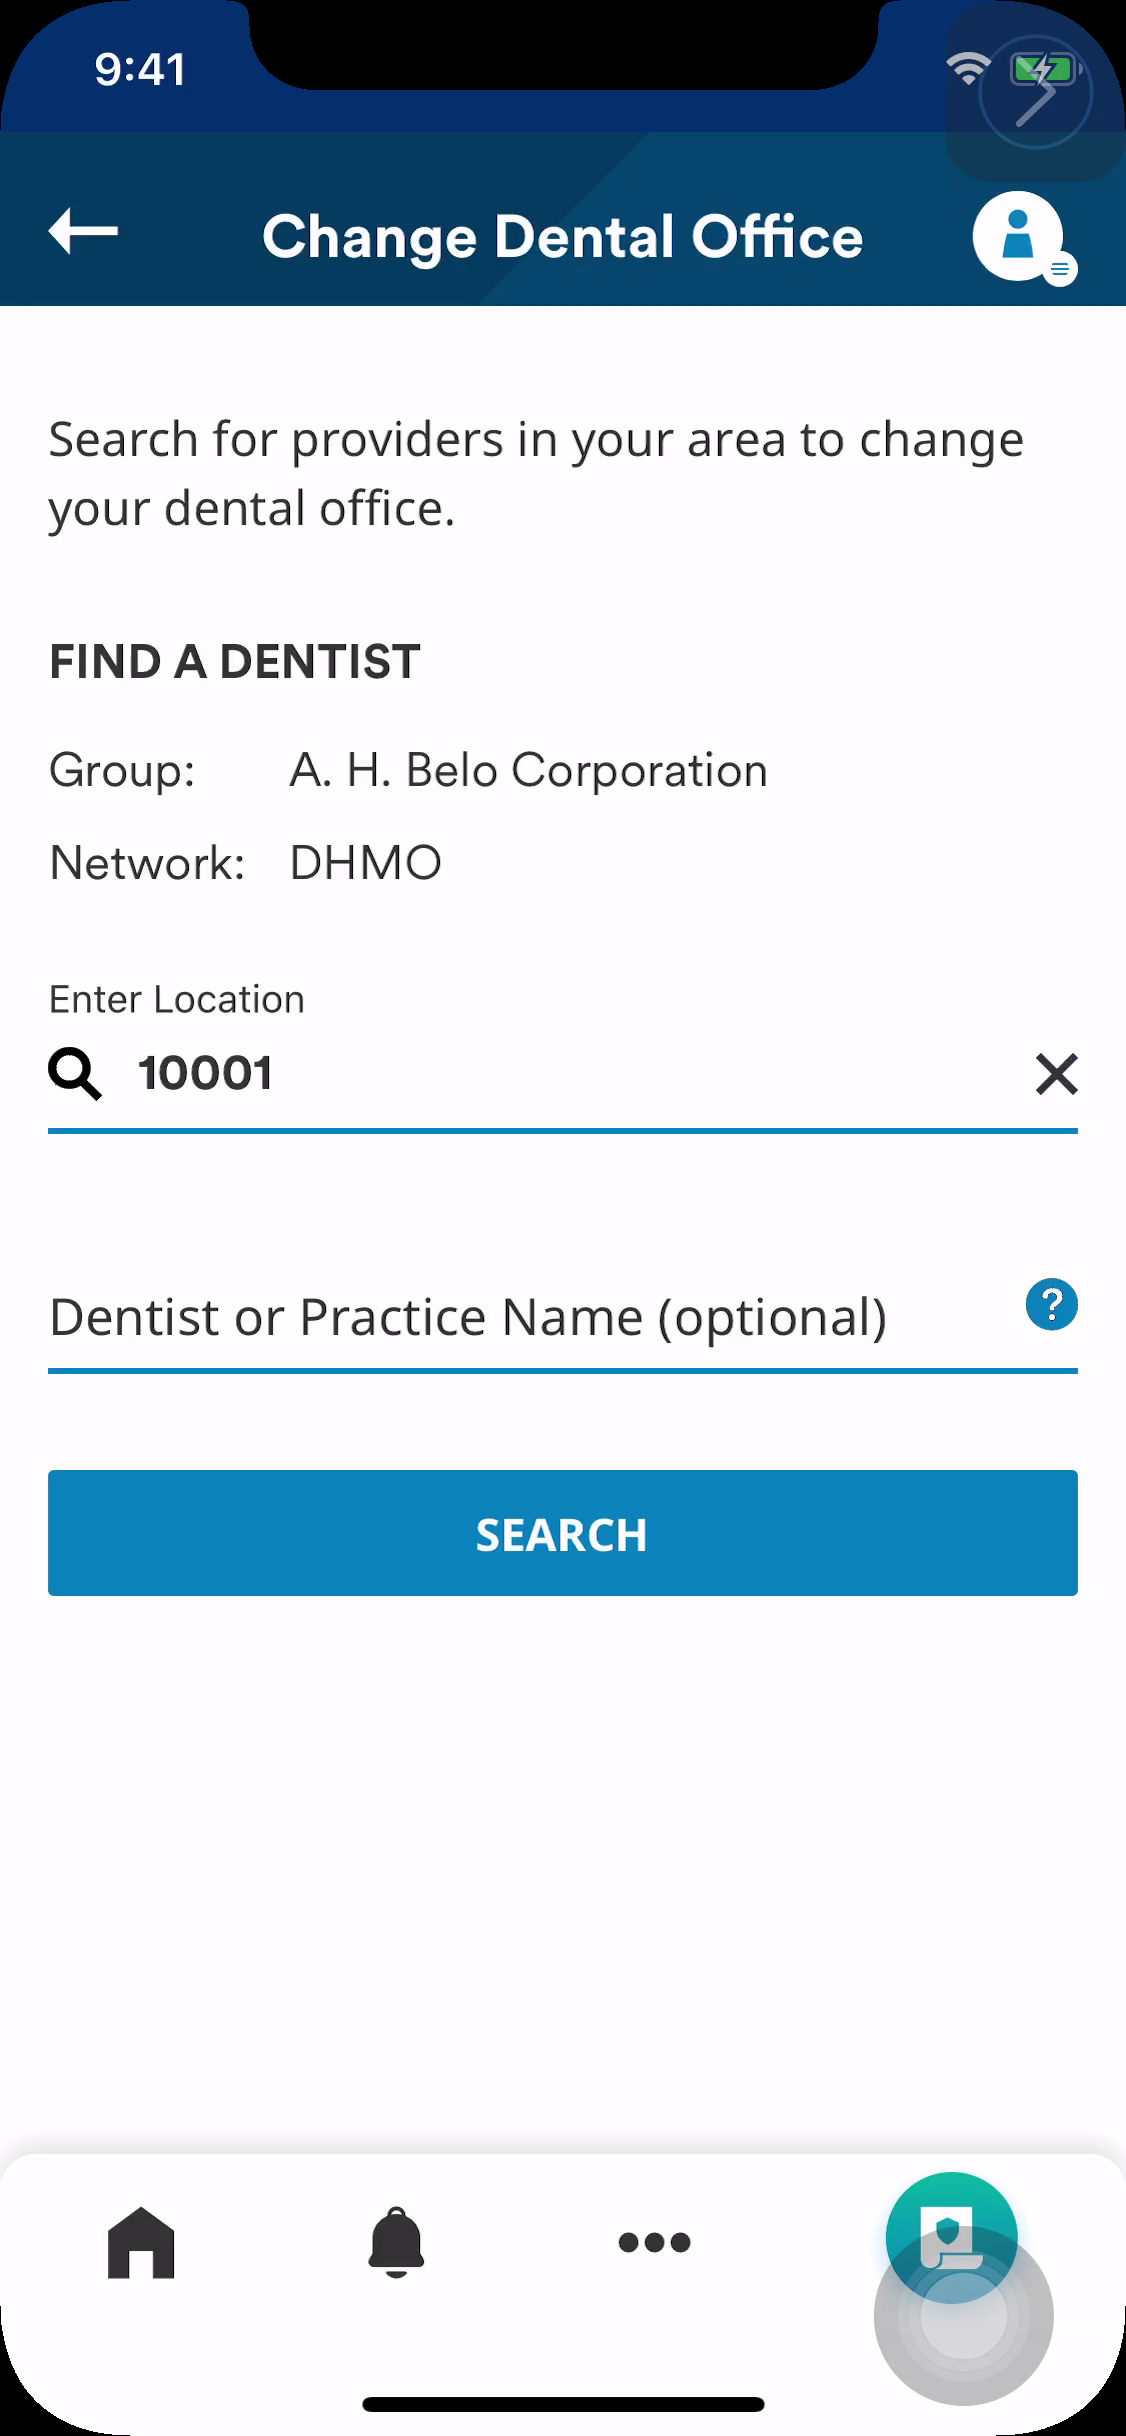 9:41
Change Dental Office
Search for providers in your area to change
your dental office.
FIND A DENTIST
Group: A. H. Belo Corporation
Network: DHMO
Enter Location
10001
Dentist or Practice Name (optional)
?
SEARCH